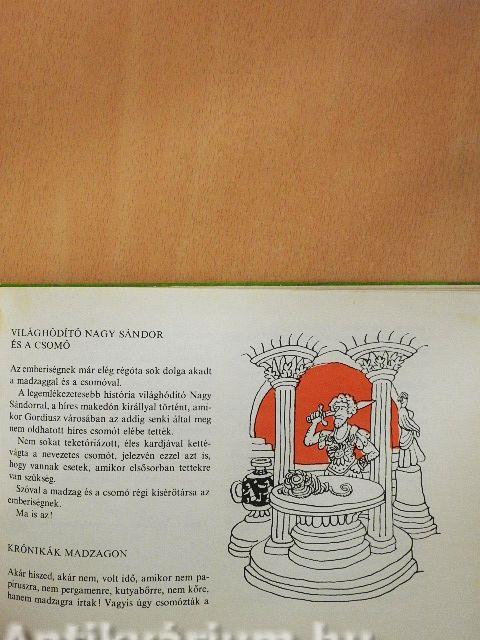 VILÁGHÓDÍTÓ NAGY SÁNDOR
ÉS A CSOMÓ
Az emberiségnek már elég régóta sok dolga akadt
a madzaggal és a csomóval.
A legemlékezetesebb história világhódító Nagy
Sándorral, a híres makedón királlyal történt, ami-
kor Gordiusz városában az addig senki által meg
nem oldhatott híres csomót elébe tették.
Nem sokat teketóriázott, éles kardjával ketté-
vágta a nevezetes csomót, jelezvén ezzel azt is,
hogy vannak esetek, amikor elsősorban tettekre
van szükség.
Szóval a madzag és a csomó régi kísérőtársa az
emberiségnek.
Ma is az!
KRÓNIKÁK MADZAGON
Akár hiszed, akár nem, volt idő, amikor nem pa-
píruszra, nem pergamenre, kutyabőrre, nem kőre,
hanem madzagra írtak! Vagyis úgy csomózták a
Antikvárium.hu